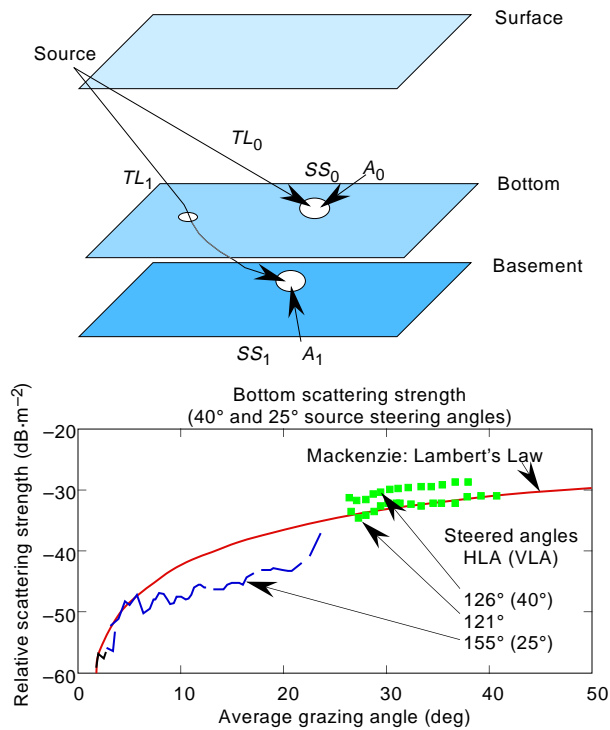 Surface
Source
TL0
SS0
A0
TL1
Bottom
Basement
SS1
A1
Bottom scattering strength
(40° and 25° source steering angles)
Relative scattering strength (dB·m−2)
−20
−30
−40
−50
−60
Mackenzie: Lambert's Law
Steered angles
HLA (VLA)
126° (40°)
121°
155° (25°)
0
10
20
30
40
50
Average grazing angle (deg)